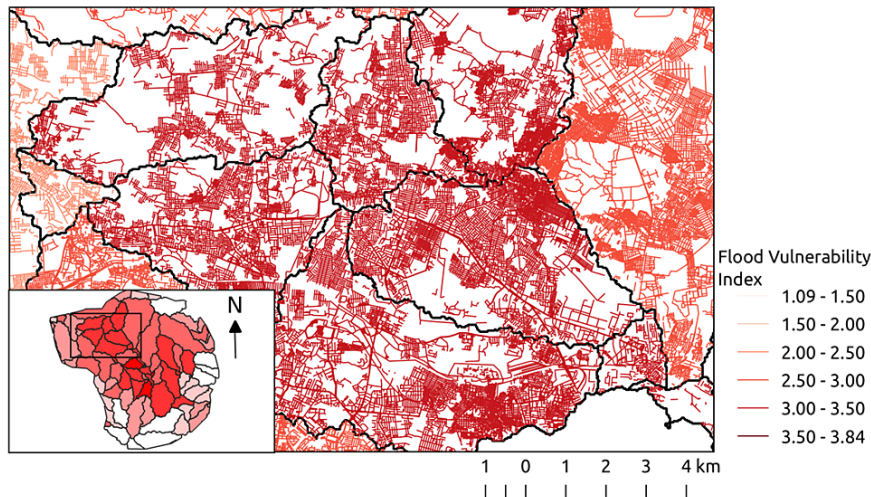 N
Flood Vulnerability
Index
1.09 - 1.50
1.50 - 2.00
2.00 - 2.50
2.50 - 3.00
3.00 - 3.50
3.50 - 3.84
1 0 1 2 3 4 km